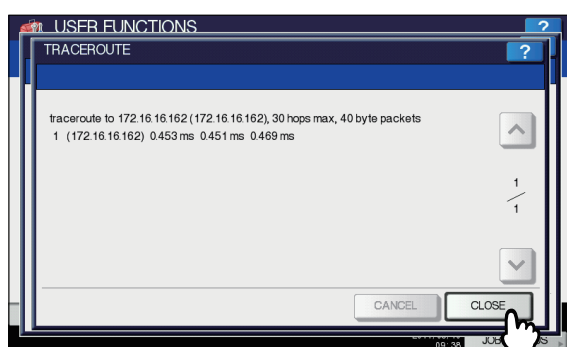 USER FUNCTIONS
?
TRACEROUTE
?
traceroute to 172.16.16.162 (172.16.16.162), 30 hops max, 40 byte packets
1 (172.16.16.162) 0.453 ms 0.451 ms 0.469 ms
1
1
CANCEL
CLOSE
09:38